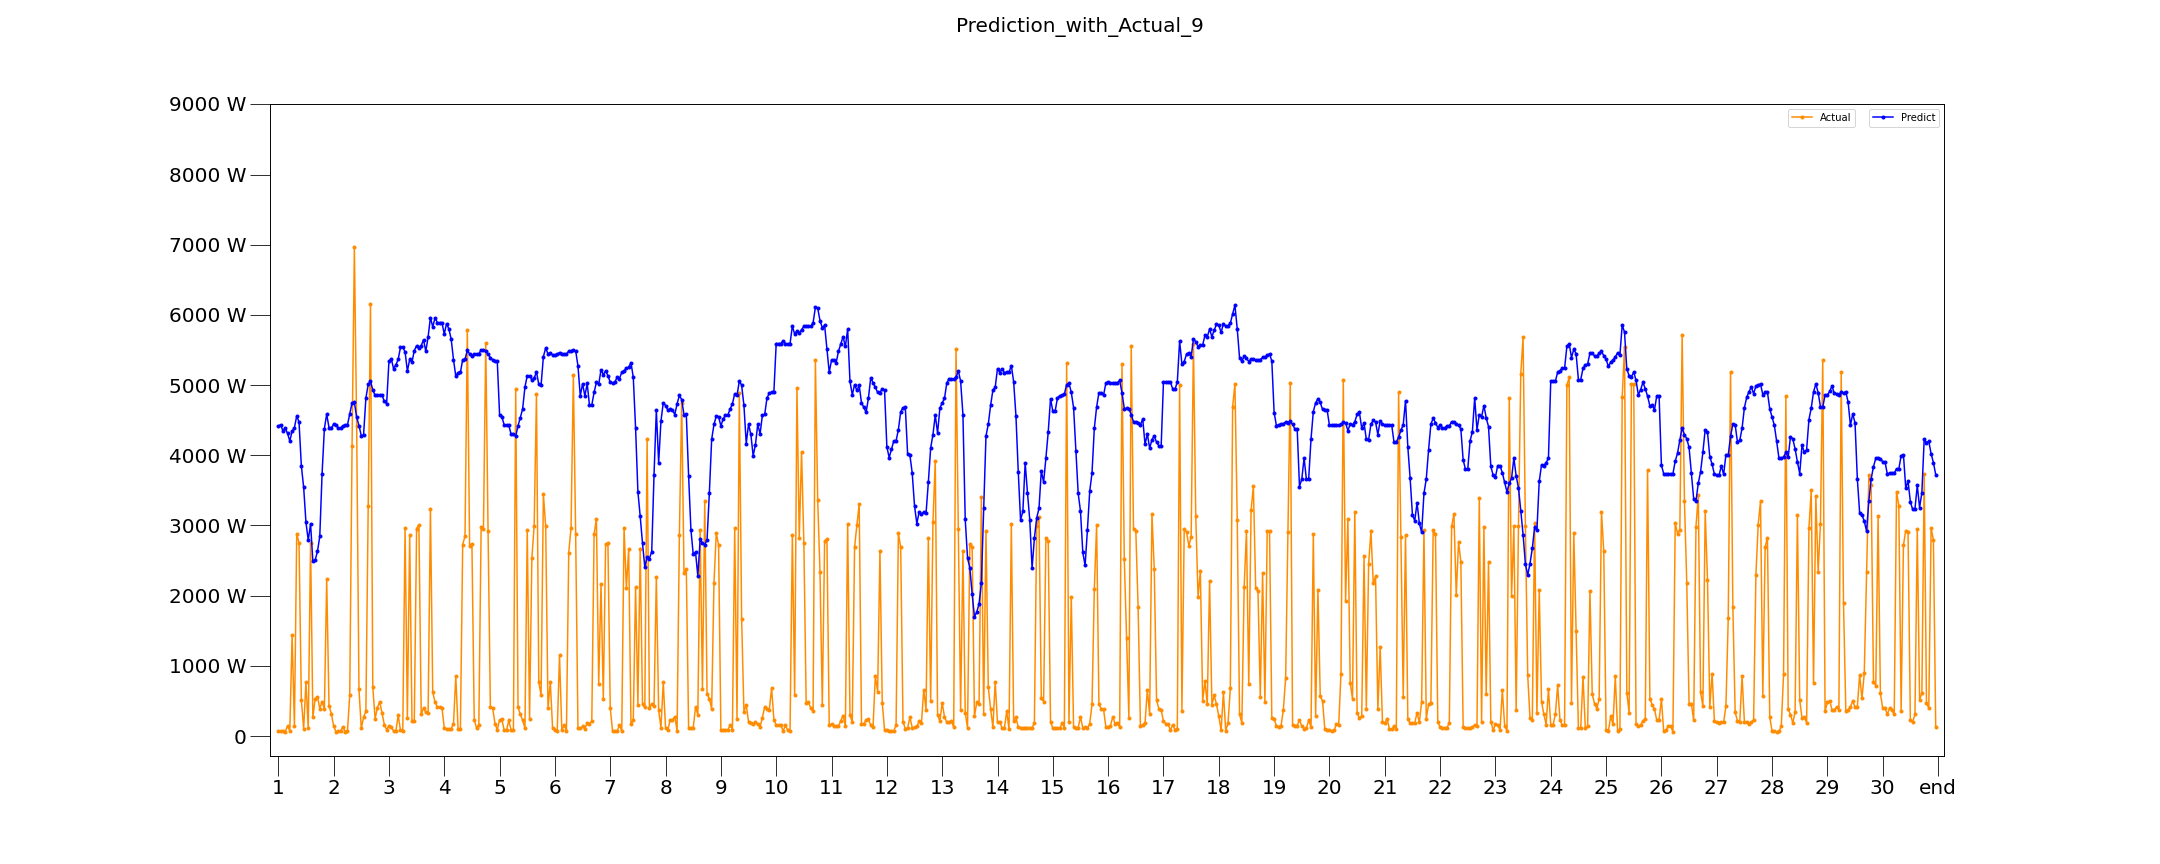 Prediction_with_Actual_9
9000 W
8000 W
7000 W
6000 W
5000 W
4000 W
3000 W
2000 W
1000 W
0
Actual Predict
1 2 3 4 5 6 7 8 9 10 11 12 13 14 15 16 17 18 19 20 21 22 23 24 25 26 27 28 29 30 end